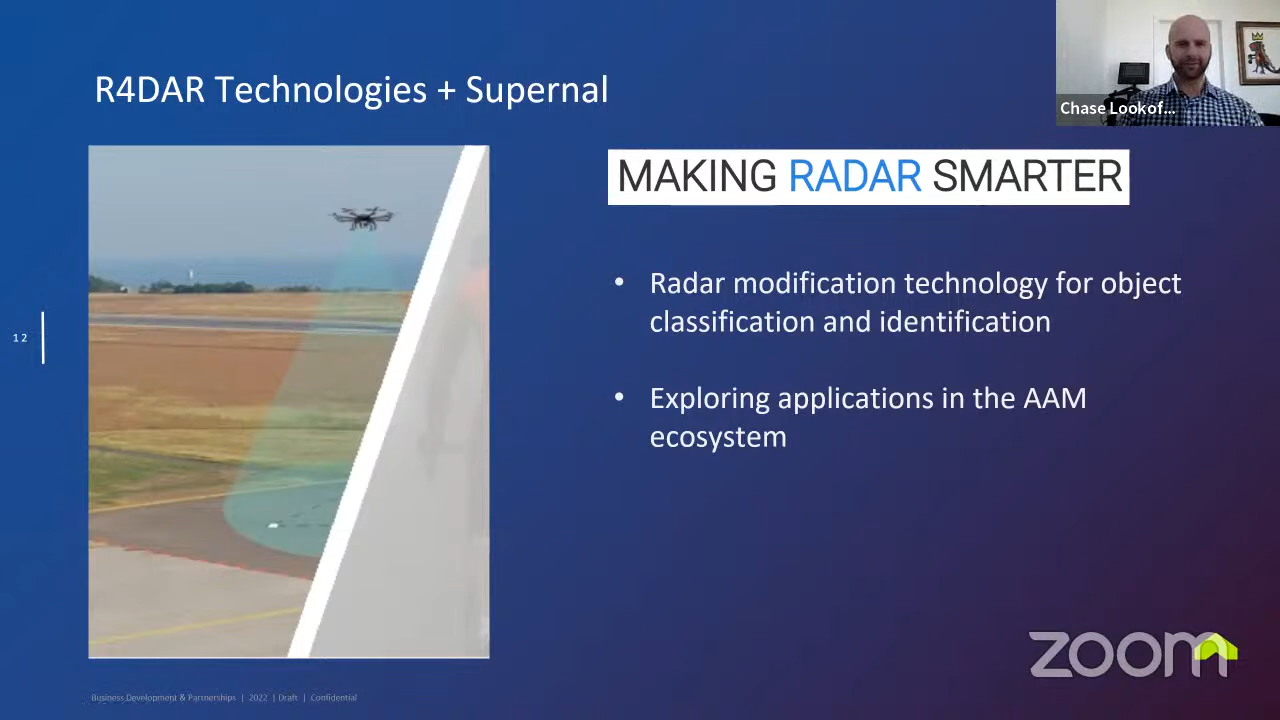 R4DAR Technologies + Supernal
Chase Lookof...
MAKING RADAR SMARTER
• Radar modification technology for object
classification and identification
• Exploring applications in the AAM
ecosystem
12
zoom
Business Development & Partnerships | 2022 | Draft | Confidential